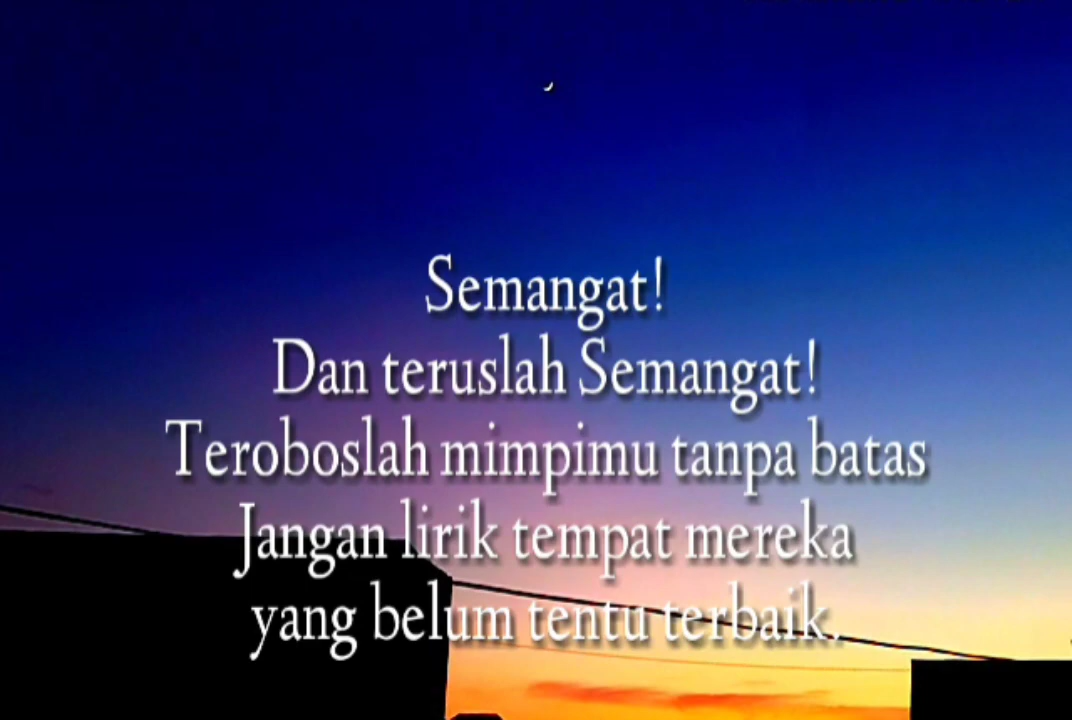 Semangat!
Dan teruslah Semangat!
Teroboslah mimpimu tanpa batas
Jangan lirik tempat mereka
yang belum tentu terbaik.